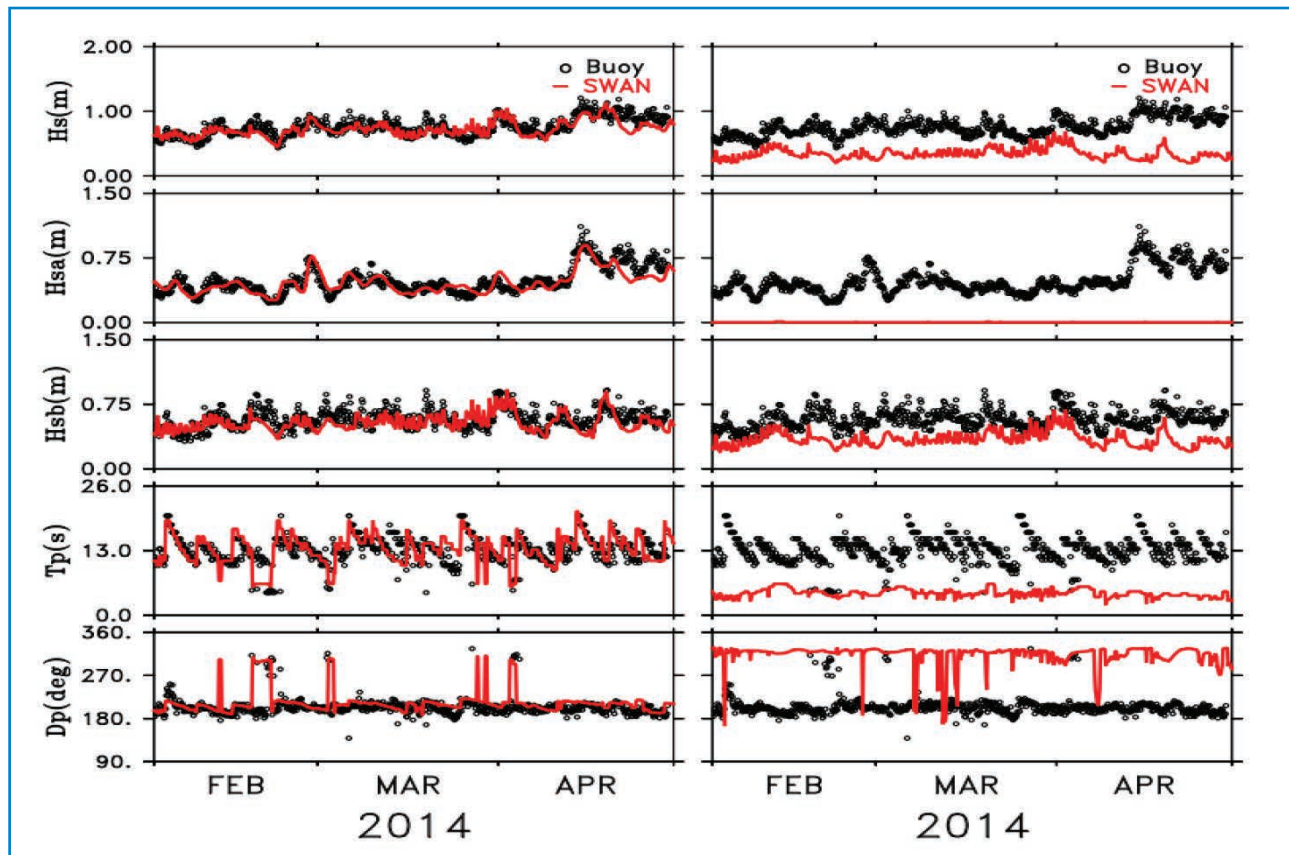 Hs(m)
2.00
1.00
0.00
Buoy
SWAN
Buoy
SWAN
Hsa(m)
1.50
0.75
0.00
Hsb(m)
1.50
0.75
0.00
Tp(s)
26.0
13.0
0.0
Dp(deg)
360.
270.
180.
90.
FEB MAR APR
2014
FEB MAR APR
2014